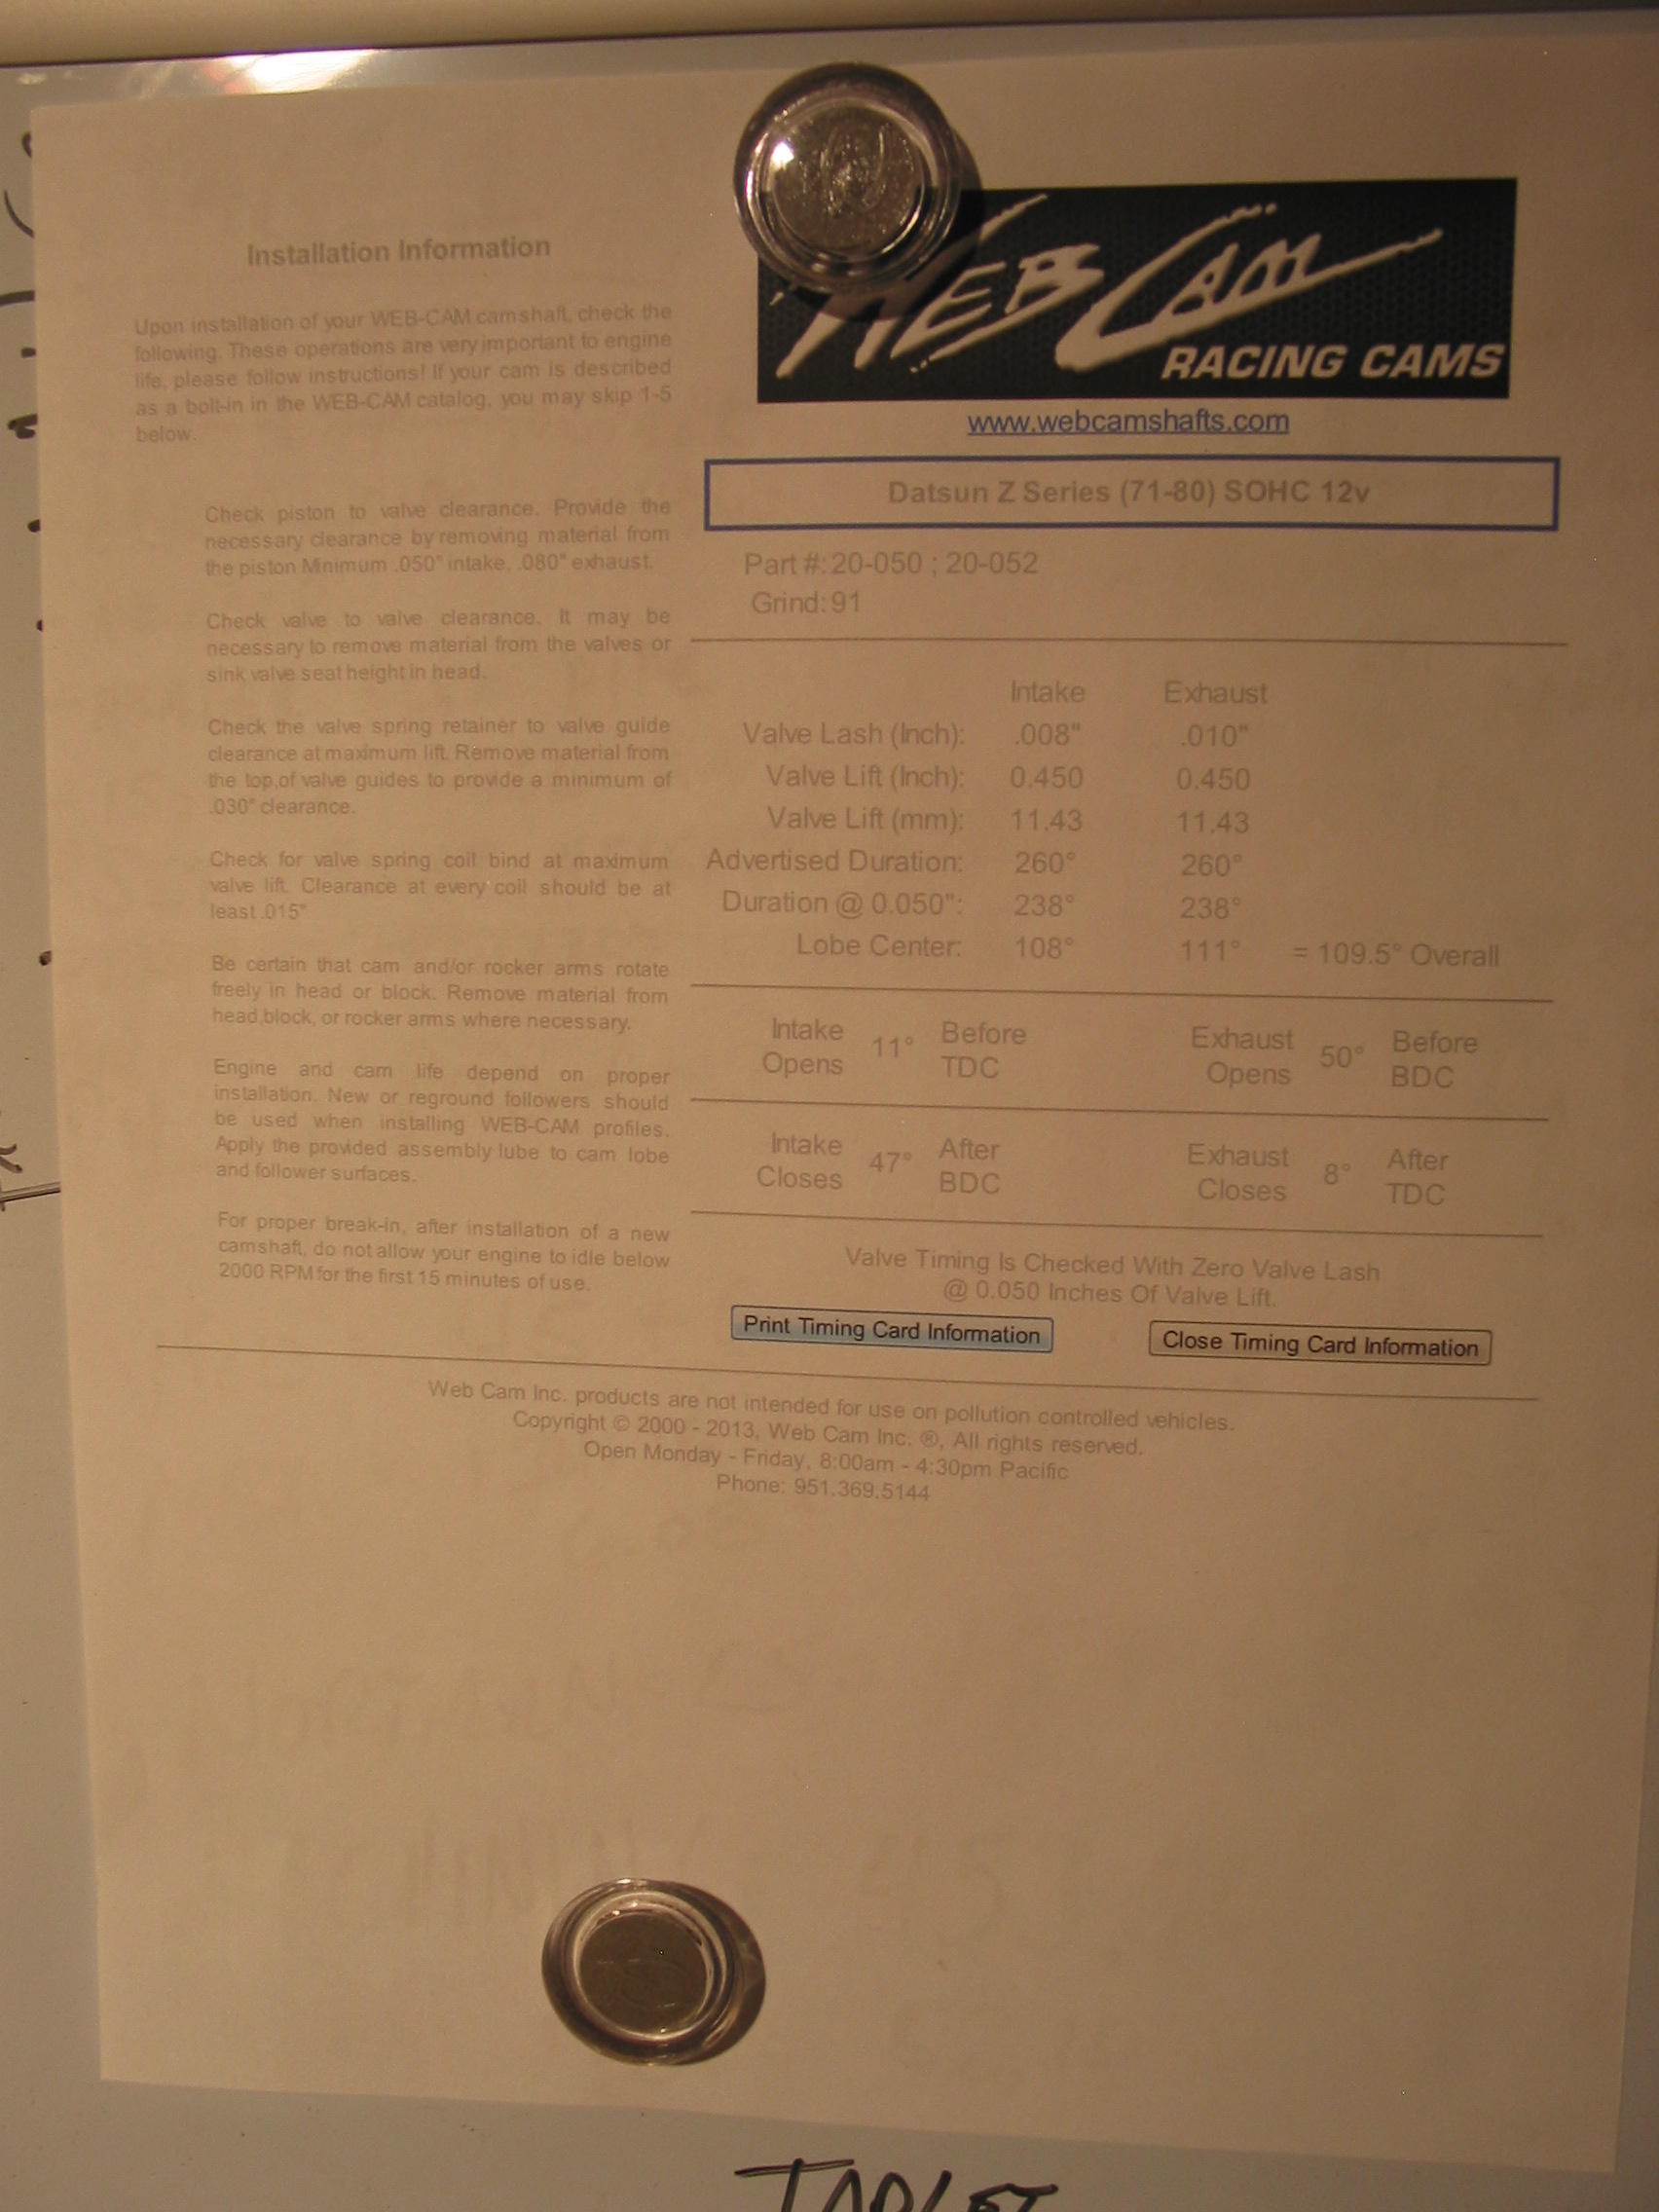 Installation Information
Upon installation of your WEB-CAM camshaft, check the
following. These operations are very important to engine
life, please follow instructions! If your cam is described
as a bolt-in in the WEB-CAM catalog, you may skip 1-5
below.
Check piston to valve clearance. Provide the
necessary clearance by removing material from
the piston Minimum .050" intake, .080" exhaust.
Check valve to valve clearance. It may be
necessary to remove material from the valves or
sink valve seat height in head.
Check the valve spring retainer to valve guide
clearance at maximum lift. Remove material from
the top of valve guides to provide a minimum of
.030" clearance.
Check for valve spring coil bind at maximum
valve lift. Clearance at every coil should be at
least .015"
Be certain that cam and/or rocker arms rotate
freely in head or block. Remove material from
head,block, or rocker arms where necessary.
Engine and cam life depend on proper
installation. New or reground followers should
be used when installing WEB-CAM profiles.
Apply the provided assembly lube to cam lobe
and follower surfaces.
For proper break-in, after installation of a new
camshaft, do not allow your engine to idle below
2000 RPM for the first 15 minutes of use.
WEB CAM
RACING CAMS
www.webcamshafts.com
Datsun Z Series (71-80) SOHC 12v
Part #: 20-050 ; 20-052
Grind: 91
Intake Exhaust
Valve Lash (Inch): .008" .010"
Valve Lift (Inch): 0.450 0.450
Valve Lift (mm): 11.43 11.43
Advertised Duration: 260° 260°
Duration @ 0.050": 238° 238°
Lobe Center: 108° 111° = 109.5° Overall
Intake Opens 11° Before TDC Exhaust Opens 50° Before BDC
Intake Closes 47° After BDC Exhaust Closes 8° After TDC
Valve Timing Is Checked With Zero Valve Lash
@ 0.050 Inches Of Valve Lift.
Print Timing Card Information Close Timing Card Information
Web Cam Inc. products are not intended for use on pollution controlled vehicles.
Copyright © 2000 - 2013, Web Cam Inc. ®, All rights reserved.
Open Monday - Friday, 8:00am - 4:30pm Pacific
Phone: 951.369.5144